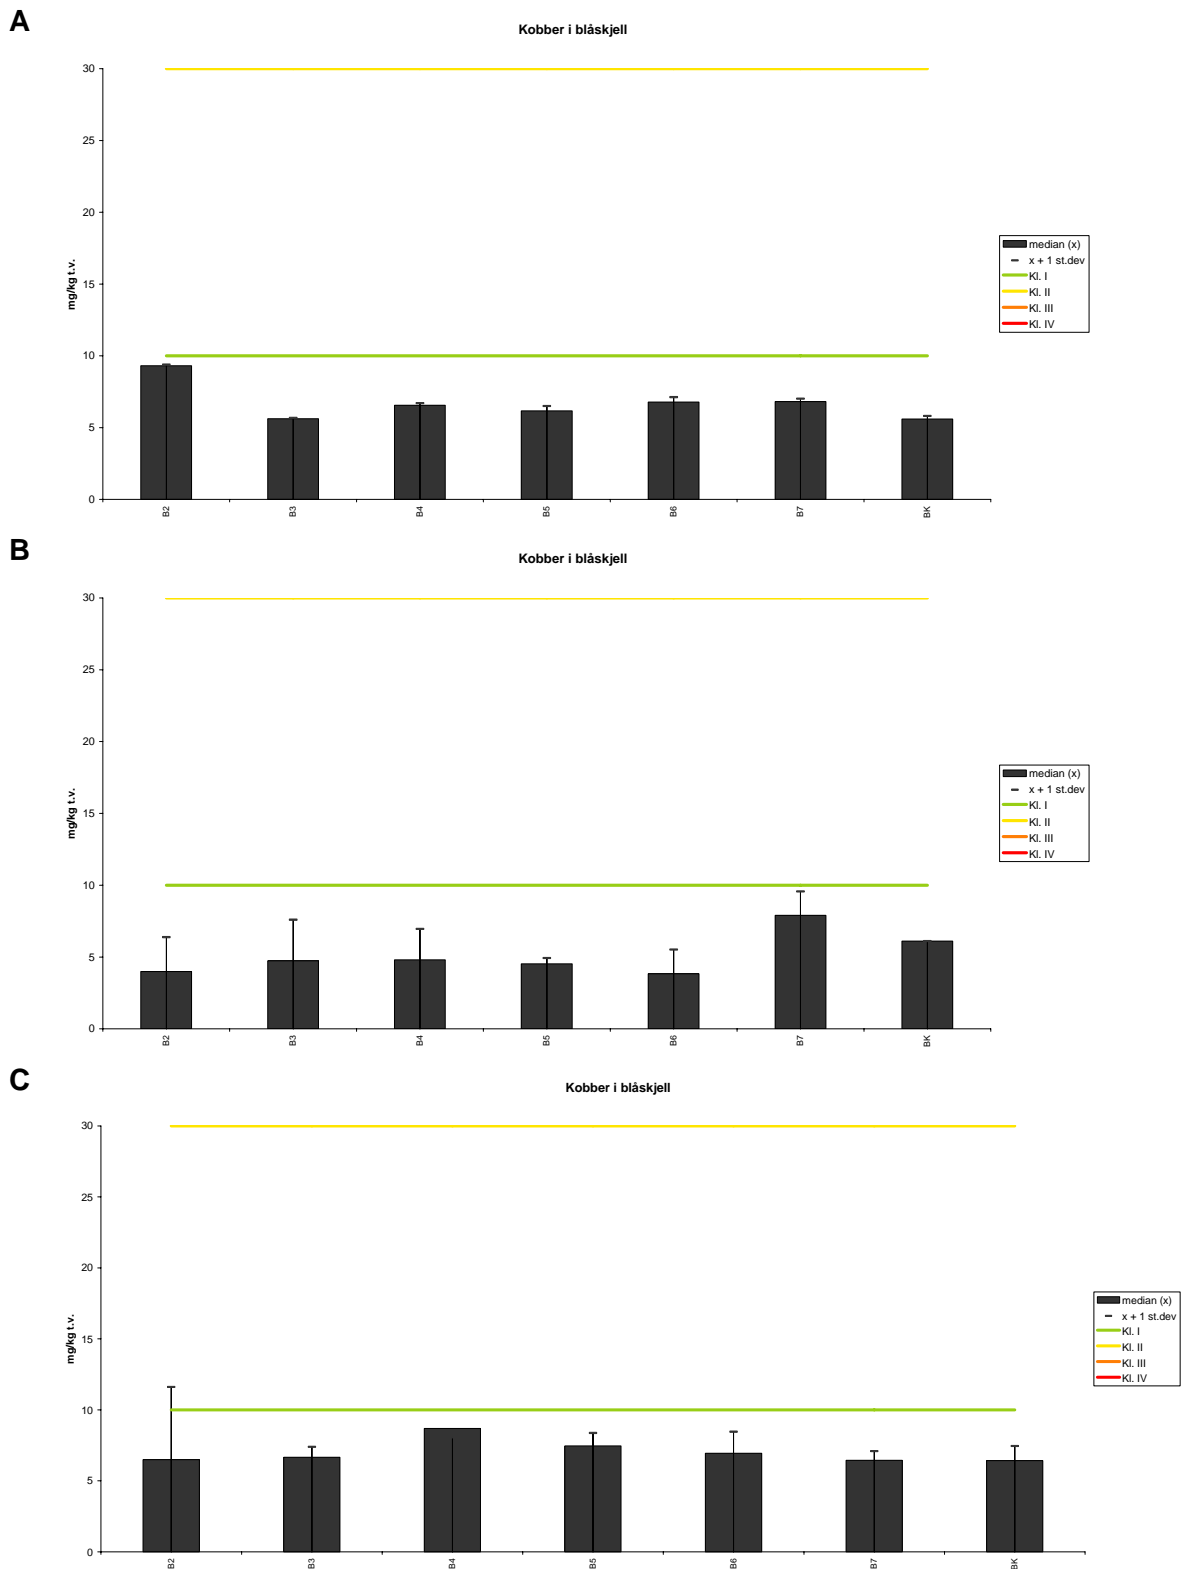 A
Kobber i blåskjell
30
25
20
15
10
5
0
mg/kg t.v.
B2 B3 B4 B5 B6 B7 BK
median (x)
x + 1 st.dev
Kl. I
Kl. II
Kl. III
Kl. IV
B
Kobber i blåskjell
30
25
20
15
10
5
0
mg/kg t.v.
B2 B3 B4 B5 B6 B7 BK
median (x)
x + 1 st.dev
Kl. I
Kl. II
Kl. III
Kl. IV
C
Kobber i blåskjell
30
25
20
15
10
5
0
mg/kg t.v.
B2 B3 B4 B5 B6 B7 BK
median (x)
x + 1 st.dev
Kl. I
Kl. II
Kl. III
Kl. IV